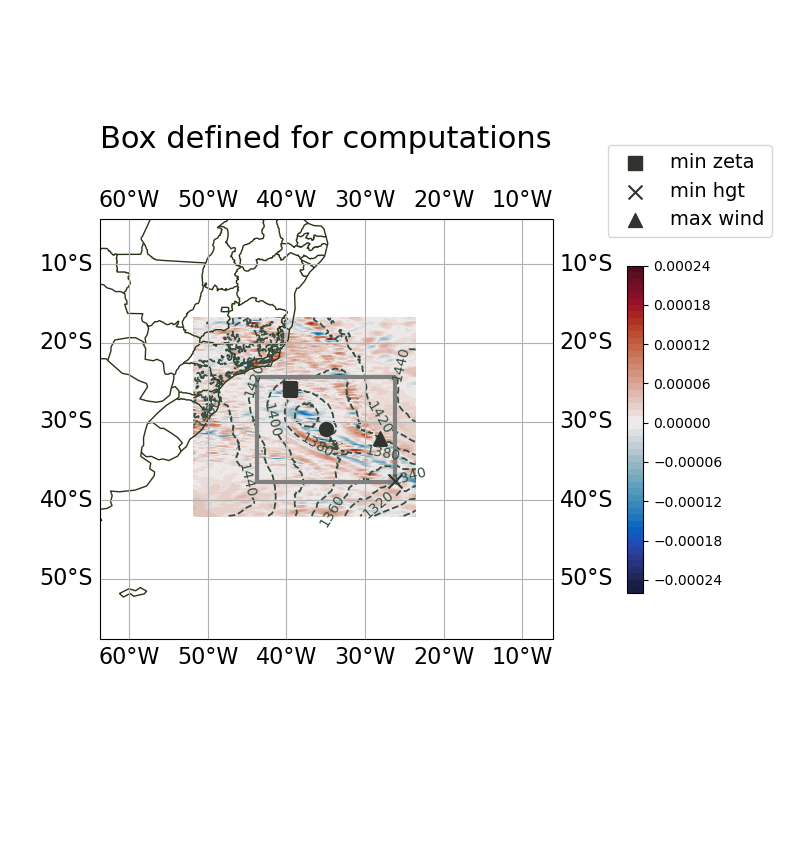 Box defined for computations
min zeta
min hgt
max wind
60°W 50°W 40°W 30°W 20°W 10°W
10°S 10°S
20°S
30°S 30°S
40°S 40°S
50°S 50°S
20°S
60°W 50°W 40°W 30°W 20°W 10°W
1440
1420
1400
1420
1380
1380
1440
1340
1360
1320
0.00024
0.00018
0.00012
0.00006
0.00000
−0.00006
−0.00012
−0.00018
−0.00024